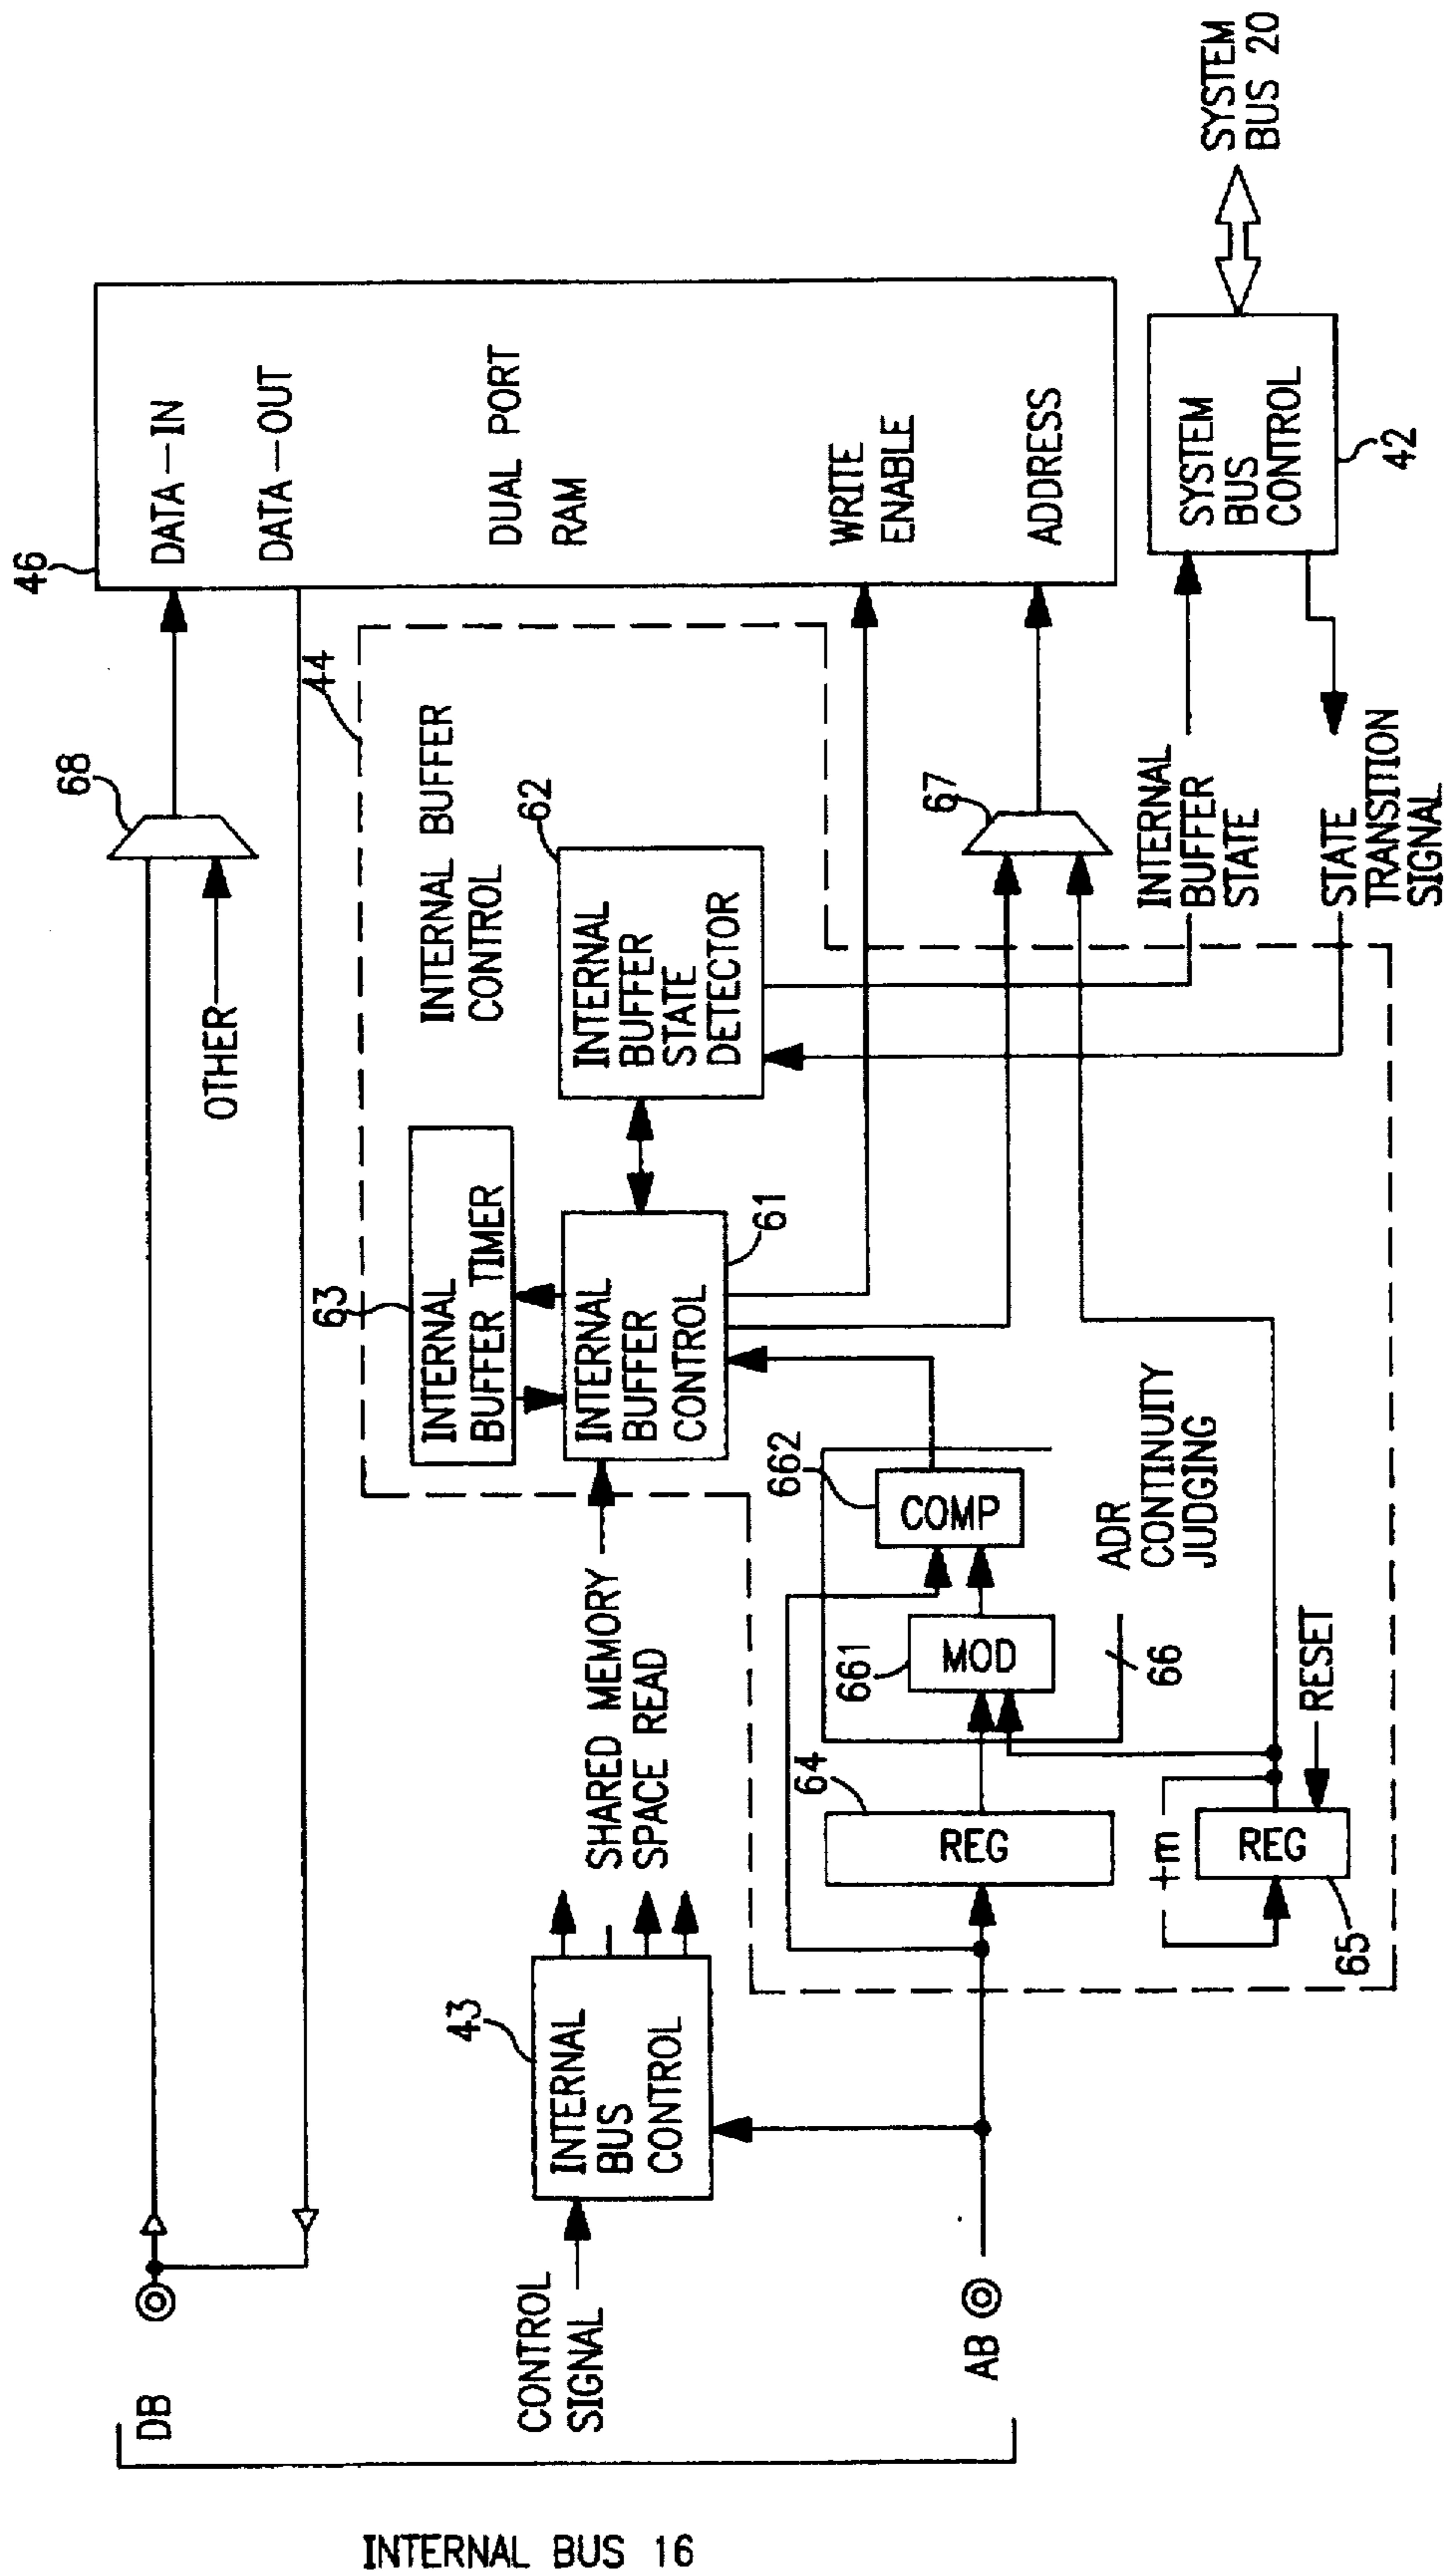 46
DATA-IN
DATA-OUT
DUAL PORT
RAM
WRITE
ENABLE
ADDRESS
SYSTEM
BUS 20
SYSTEM
BUS
CONTROL
42
68
OTHER
44
INTERNAL BUFFER
CONTROL
62
INTERNAL
BUFFER
STATE
DETECTOR
67
INTERNAL
BUFFER
STATE
STATE
TRANSITION
SIGNAL
63
INTERNAL
BUFFER TIMER
INTERNAL
BUFFER
CONTROL
61
662
COMP
ADR
CONTINUITY
JUDGING
661
MOD
66
RESET
SHARED MEMORY
SPACE READ
64
REG
+m
REG
65
43
INTERNAL
BUS
CONTROL
CONTROL
SIGNAL
DB
AB
INTERNAL BUS 16